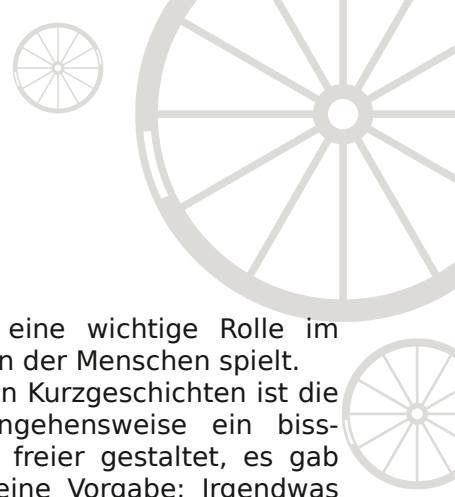 eine wichtige Rolle im
der Menschen spielt.
Kurzgeschichten ist die
ein biss-
freier gestaltet, es gab
eine Vorgabe: Irgendwas